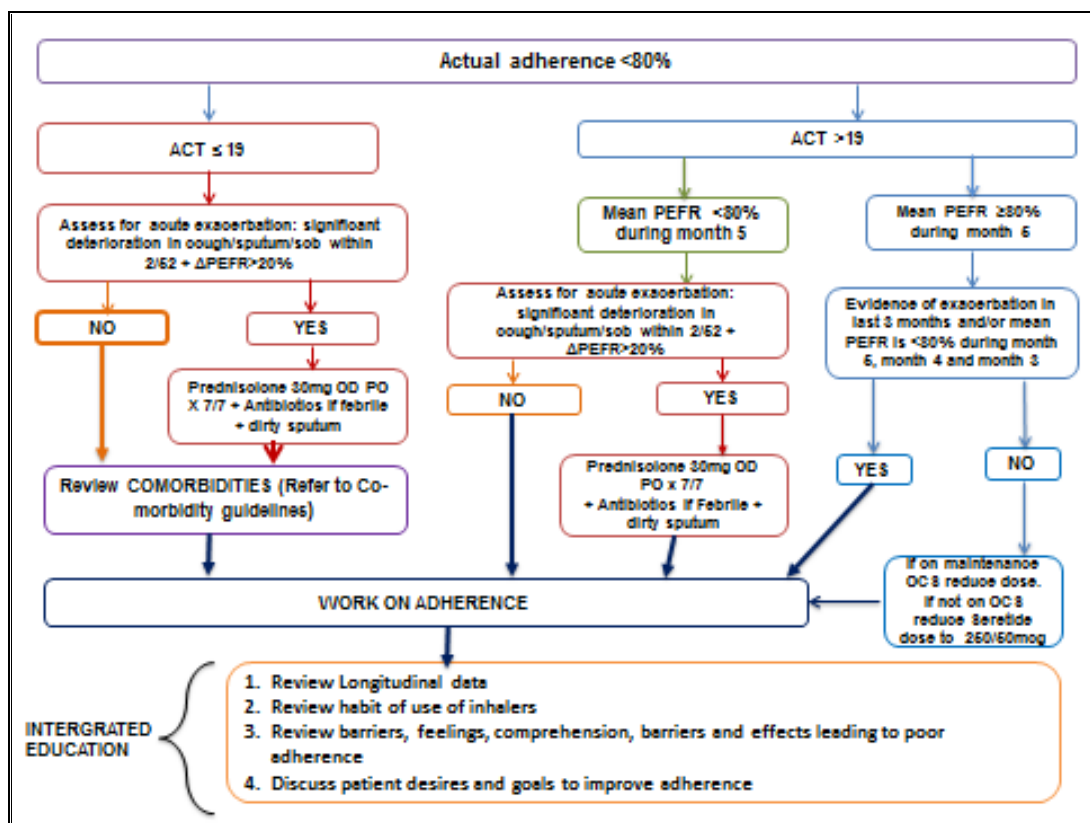 Actual adherence <80%
ACT ≤ 19
ACT >19
Assess for acute exacerbation: significant
deterioration in cough/sputum/sob within
2/52 + ΔPEFR>20%
Mean PEFR <80%
during month 5
Mean PEFR ≥80%
during month 5
NO
YES
Assess for acute exacerbation:
significant deterioration in
cough/sputum/sob within 2/52 +
ΔPEFR>20%
Evidence of exacerbation in
last 3 months and/or mean
PEFR is <80% during month
5, month 4 and month 3
Prednisolone 30mg OD PO
X 7/7 + Antibiotics if febrile
+ dirty sputum
NO
YES
YES
NO
Review COMORBIDITIES (Refer to Co-
morbidity guidelines)
Prednisolone 30mg OD
PO x 7/7
+ Antibiotics if Febrile +
dirty sputum
If on maintenance
OCS reduce dose.
If not on OCS
reduce Seretide
dose to 250/50mcg
WORK ON ADHERENCE
INTERGRATED
EDUCATION
1. Review Longitudinal data
2. Review habit of use of inhalers
3. Review barriers, feelings, comprehension, barriers and effects leading to poor
adherence
4. Discuss patient desires and goals to improve adherence